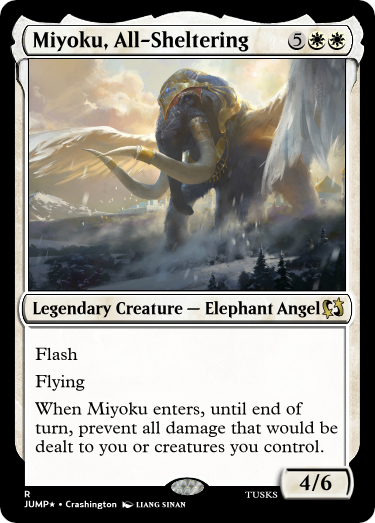 Miyoku, All-Sheltering 5
Legendary Creature — Elephant Angel
Flash
Flying
When Miyoku enters, until end of
turn, prevent all damage that would be
dealt to you or creatures you control.
4/6
R
JUMP★ • Crashington LIANG SINAN
TUSKS